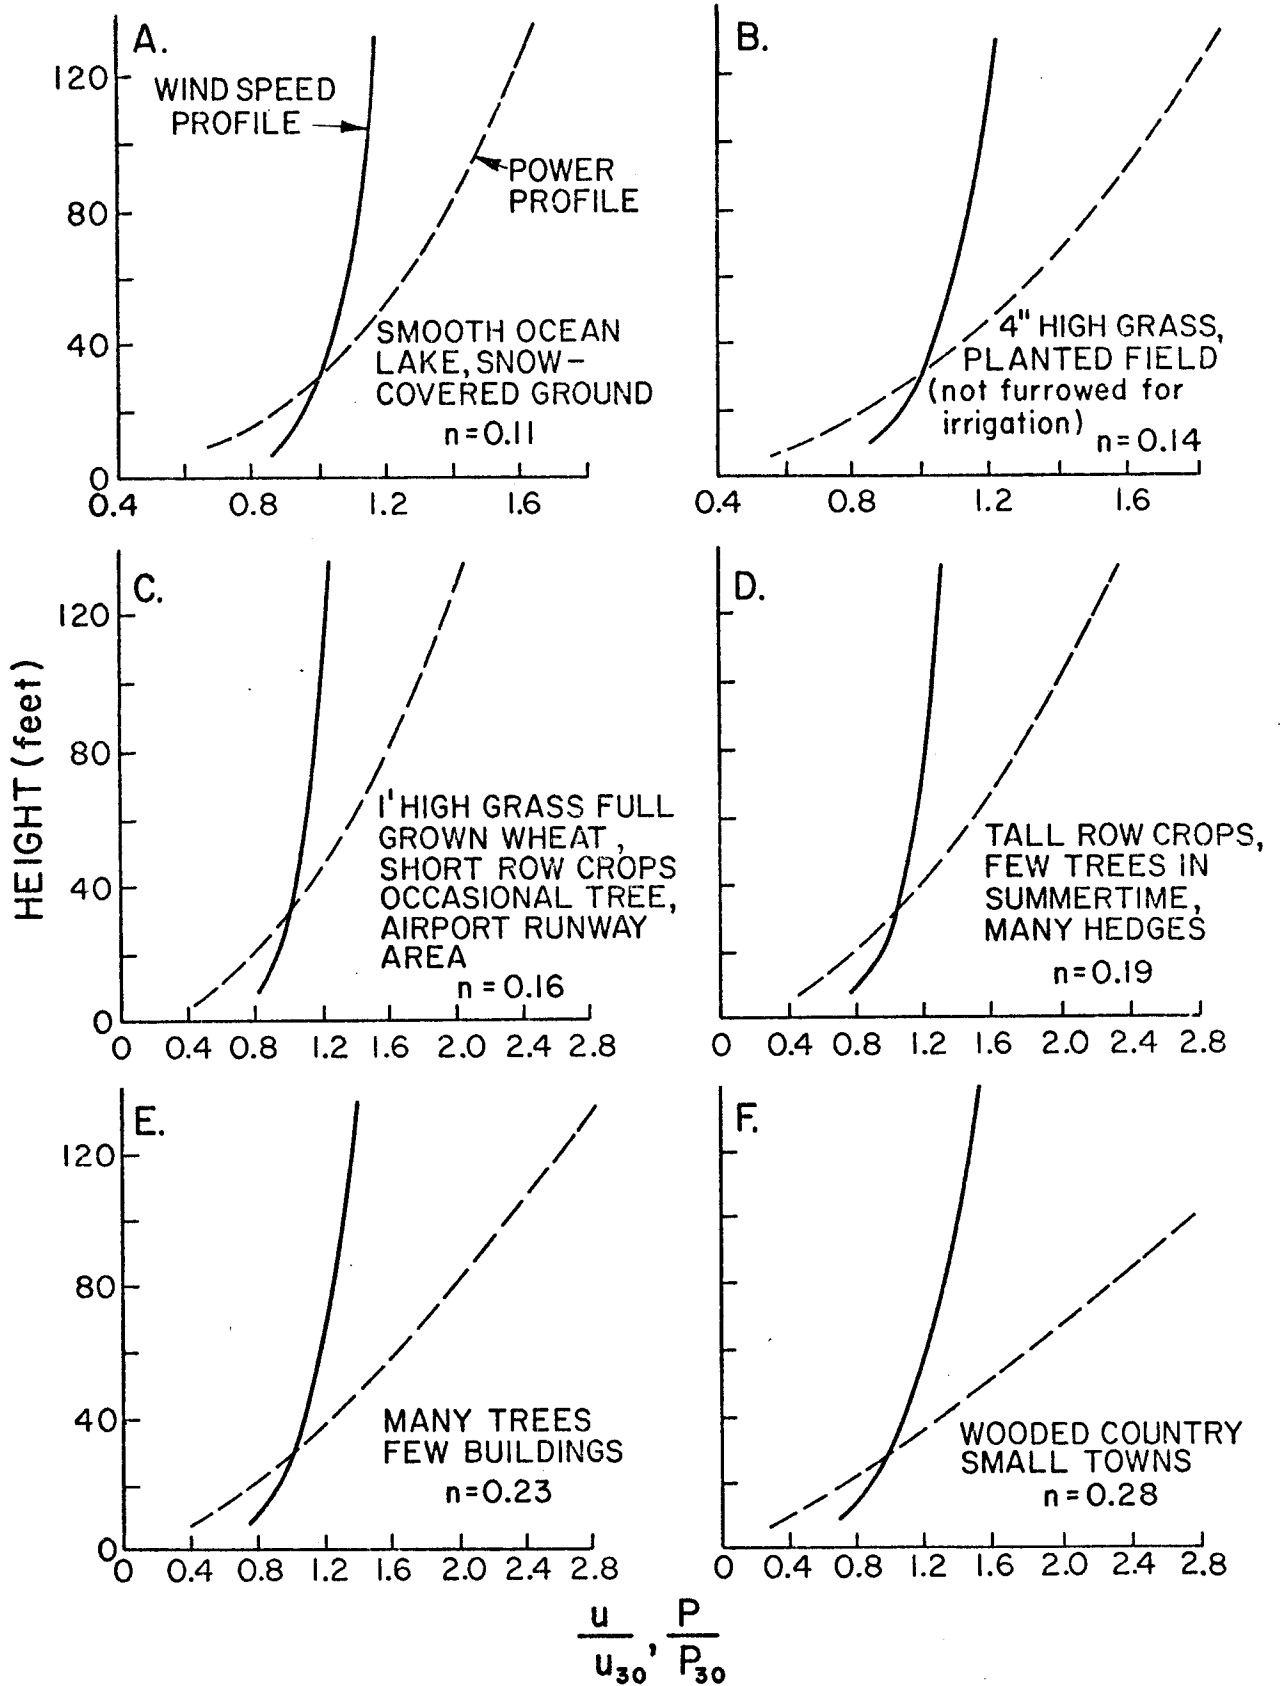 A.
120
WIND SPEED
PROFILE
POWER
PROFILE
80
40
SMOOTH OCEAN
LAKE, SNOW-
COVERED GROUND
n=0.11
0
0.4 0.8 1.2 1.6
B.
4" HIGH GRASS,
PLANTED FIELD
(not furrowed for
irrigation) n=0.14
0.4 0.8 1.2 1.6
HEIGHT (feet)
C.
120
80
1' HIGH GRASS FULL
GROWN WHEAT,
SHORT ROW CROPS
40
OCCASIONAL TREE,
AIRPORT RUNWAY
AREA
n=0.16
0
0 0.4 0.8 1.2 1.6 2.0 2.4 2.8
D.
TALL ROW CROPS,
FEW TREES IN
SUMMERTIME,
MANY HEDGES
n=0.19
0 0.4 0.8 1.2 1.6 2.0 2.4 2.8
E.
120
80
40
MANY TREES
FEW BUILDINGS
n=0.23
0
0 0.4 0.8 1.2 1.6 2.0 2.4 2.8
F.
WOODED COUNTRY
SMALL TOWNS
n=0.28
0 0.4 0.8 1.2 1.6 2.0 2.4 2.8
u/u30, P/P30